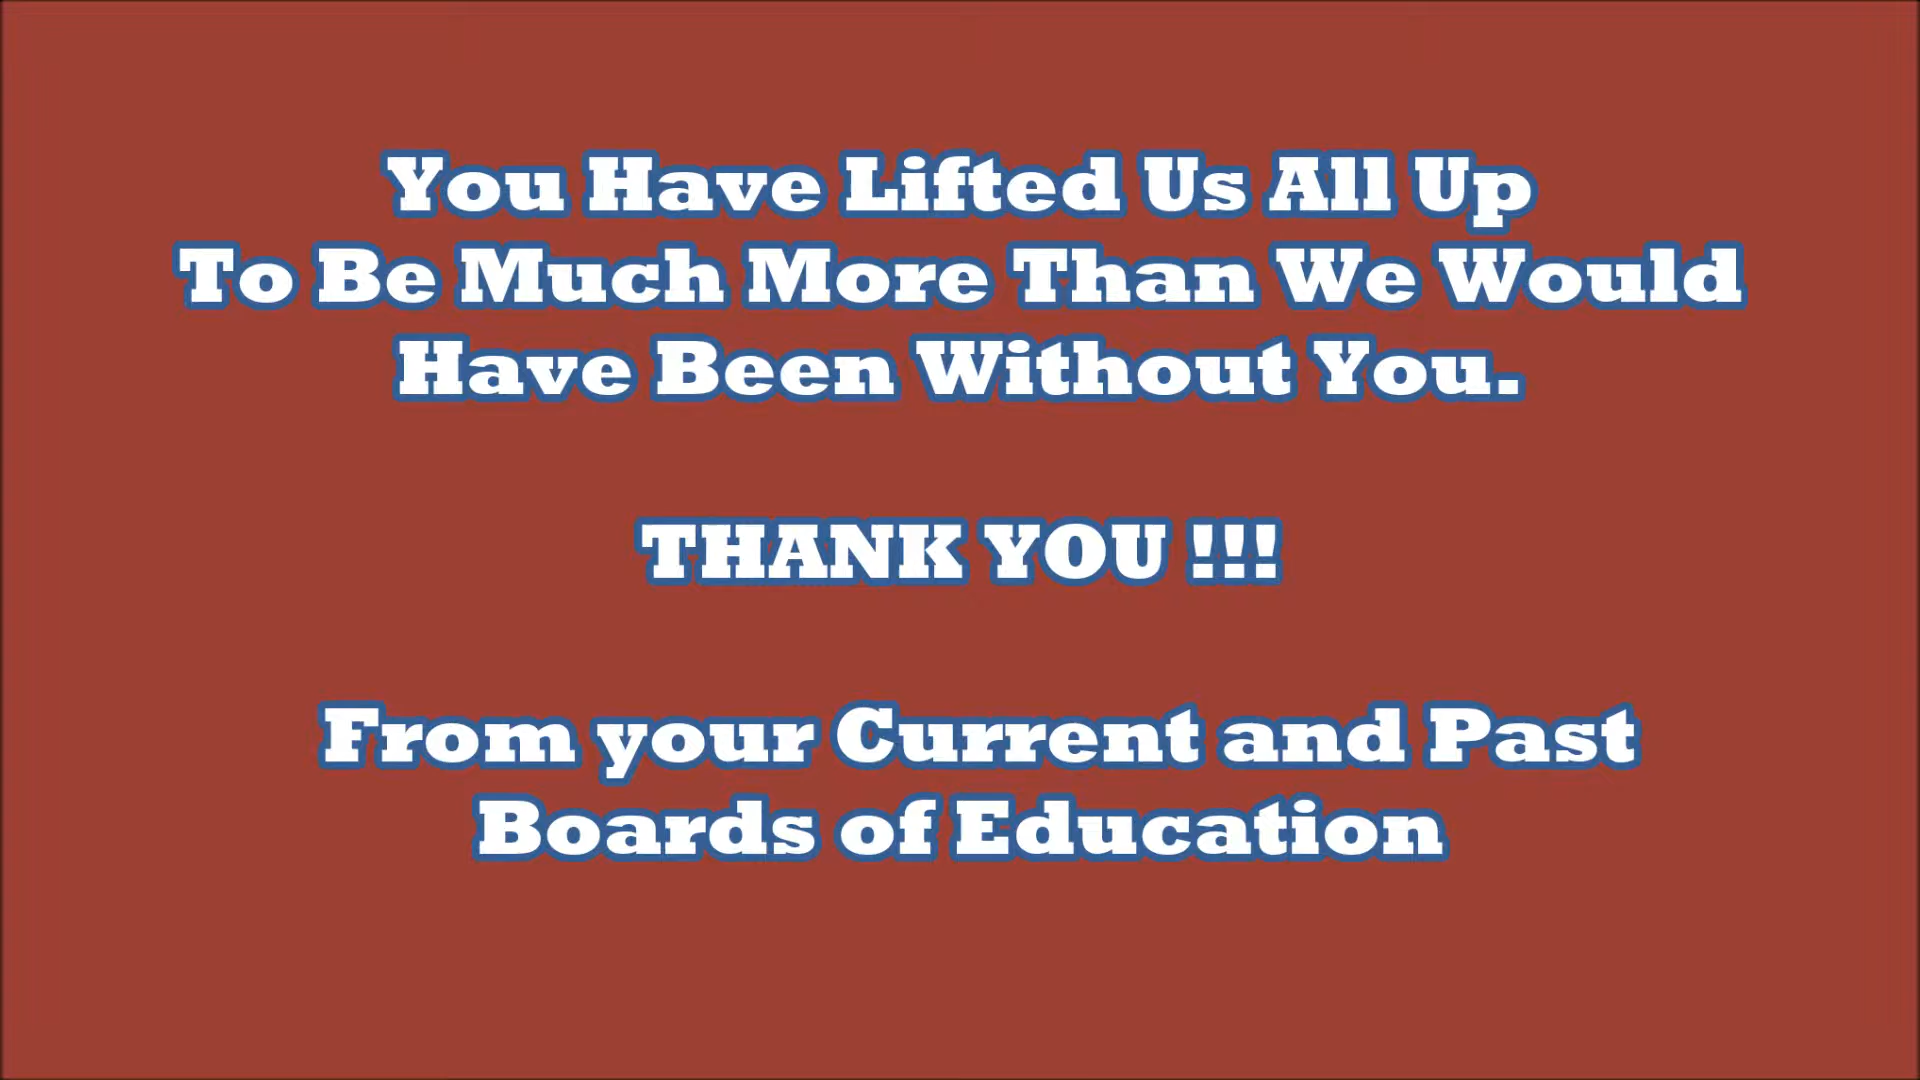 You Have Lifted Us All Up
To Be Much More Than We Would
Have Been Without You.
THANK YOU !!!
From your Current and Past
Boards of Education